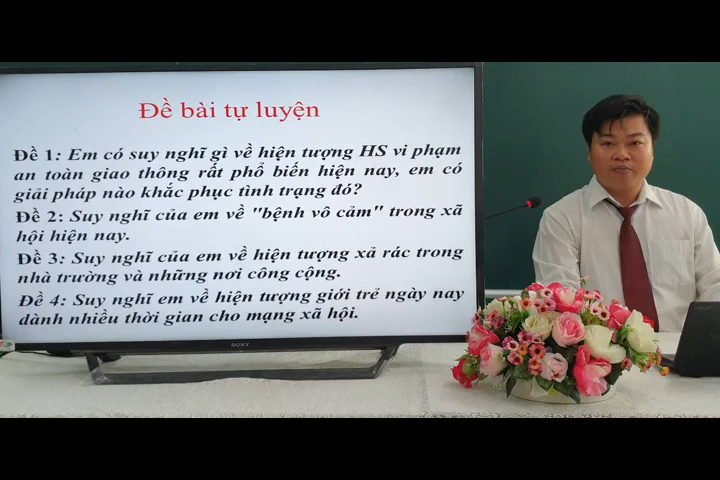 Đề bài tự luyện
Đề 1: Em có suy nghĩ gì về hiện tượng HS vi phạm
an toàn giao thông rất phổ biến hiện nay, em có
giải pháp nào khắc phục tình trạng đó?
Đề 2: Suy nghĩ của em về "bệnh vô cảm" trong xã
hội hiện nay.
Đề 3: Suy nghĩ của em về hiện tượng xả rác trong
nhà trường và những nơi công cộng.
Đề 4: Suy nghĩ em về hiện tượng giới trẻ ngày nay
dành nhiều thời gian cho mạng xã hội.
SONY